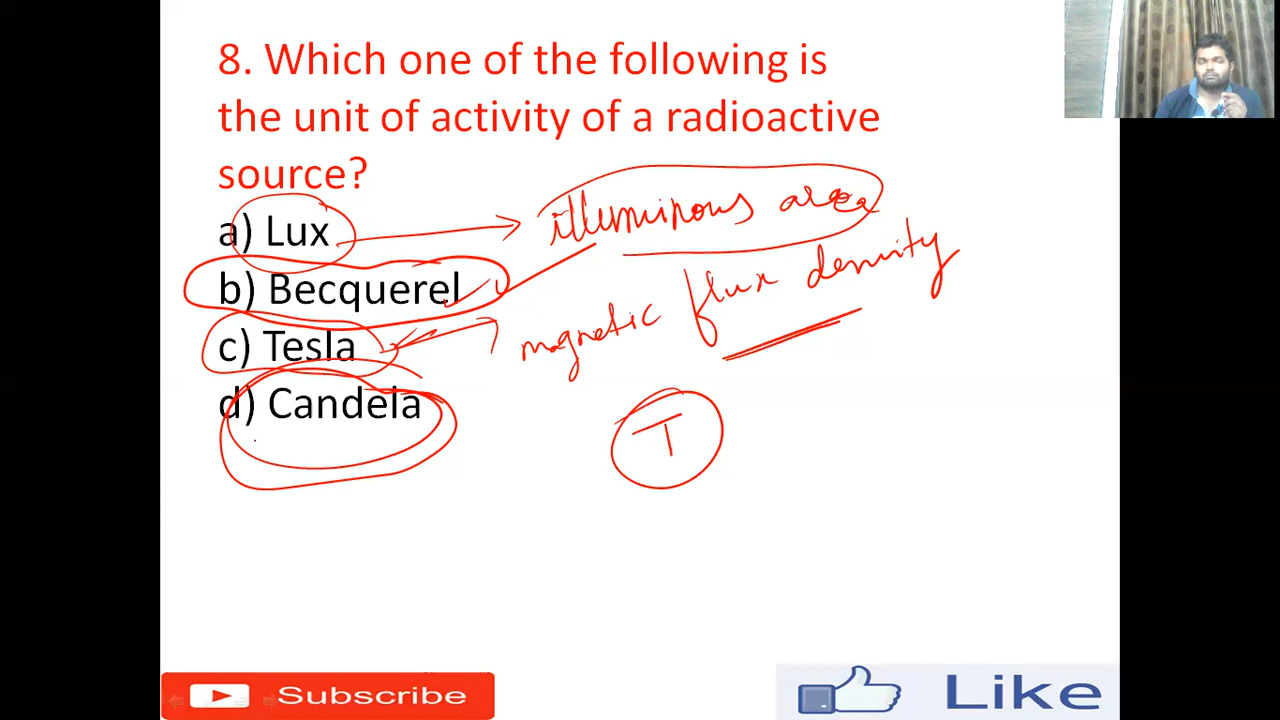 8. Which one of the following is
the unit of activity of a radioactive
source?
a) Lux
illuminous area
b) Becquerel
magnetic flux density
c) Tesla
d) Candela
T
Subscribe
Like